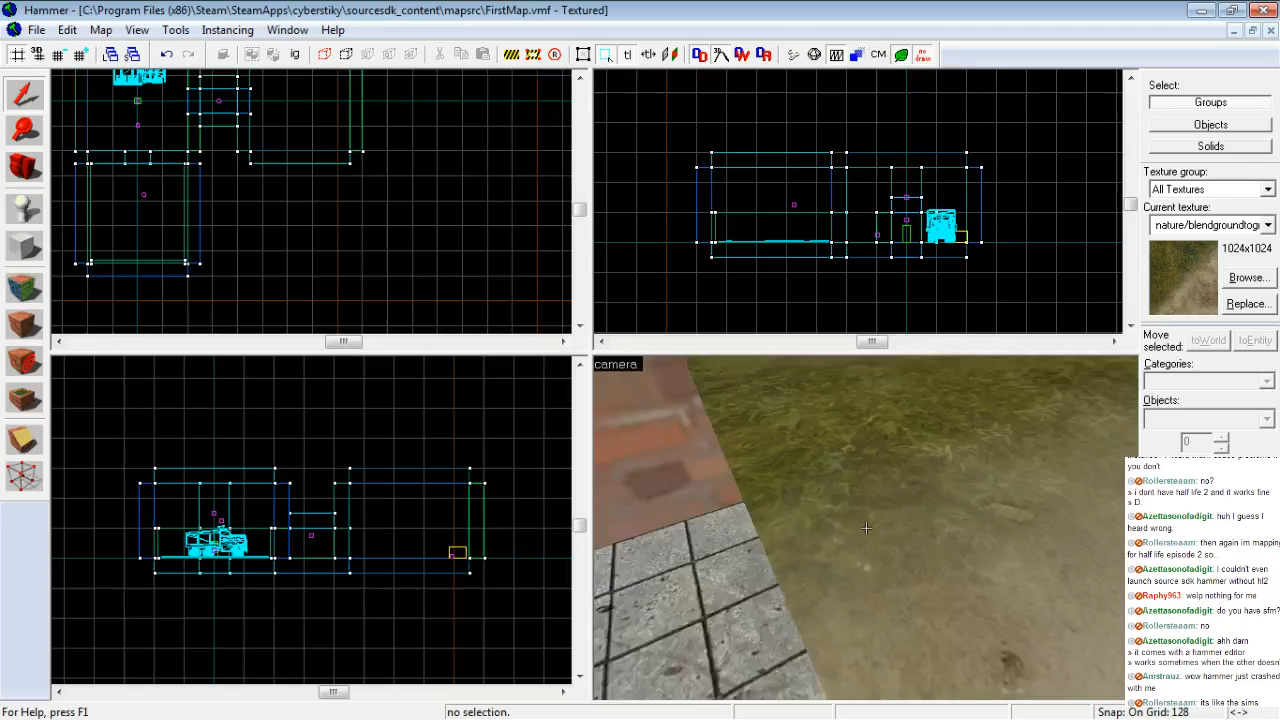 Hammer - [C:\Program Files (x86)\Steam\SteamApps\cyberstiky\sourcesdk_content\mapsrc\FirstMap.vmf - Textured]
File Edit Map View Tools Instancing Window Help
Select:
Groups
Objects
Solids
Texture group:
All Textures
Current texture:
nature/blendgroundtogr
1024x1024
Browse...
Replace...
Move selected:
toWorld
toEntity
Categories:
Objects:
0
camera
you don't
Rollersteaam: no?
» i dont have half life 2 and it works fine
» D:
Azettasonofadigit: huh I guess I
heard wrong.
Rollersteaam: then again im mapping
for half life episode 2 so...
Azettasonofadigit: I couldn't even
launch source sdk hammer without hl2
Raphy963: welp nothing for me
Azettasonofadigit: do you have sfm?
Rollersteaam: no
Azettasonofadigit: ahh darn
» it comes with a hammer editor
» works sometimes when the other doesn
Amstrauz: wow hammer just crashed
with me
Rollersteaam: its like the sims
For Help, press F1
no selection.
Snap: On Grid: 128
<->